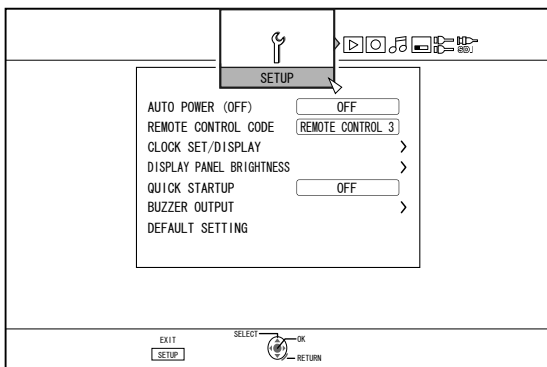 SETUP
AUTO POWER (OFF) OFF
REMOTE CONTROL CODE REMOTE CONTROL 3
CLOCK SET/DISPLAY
DISPLAY PANEL BRIGHTNESS
QUICK STARTUP OFF
BUZZER OUTPUT
DEFAULT SETTING
EXIT
SETUP
SELECT
OK
RETURN